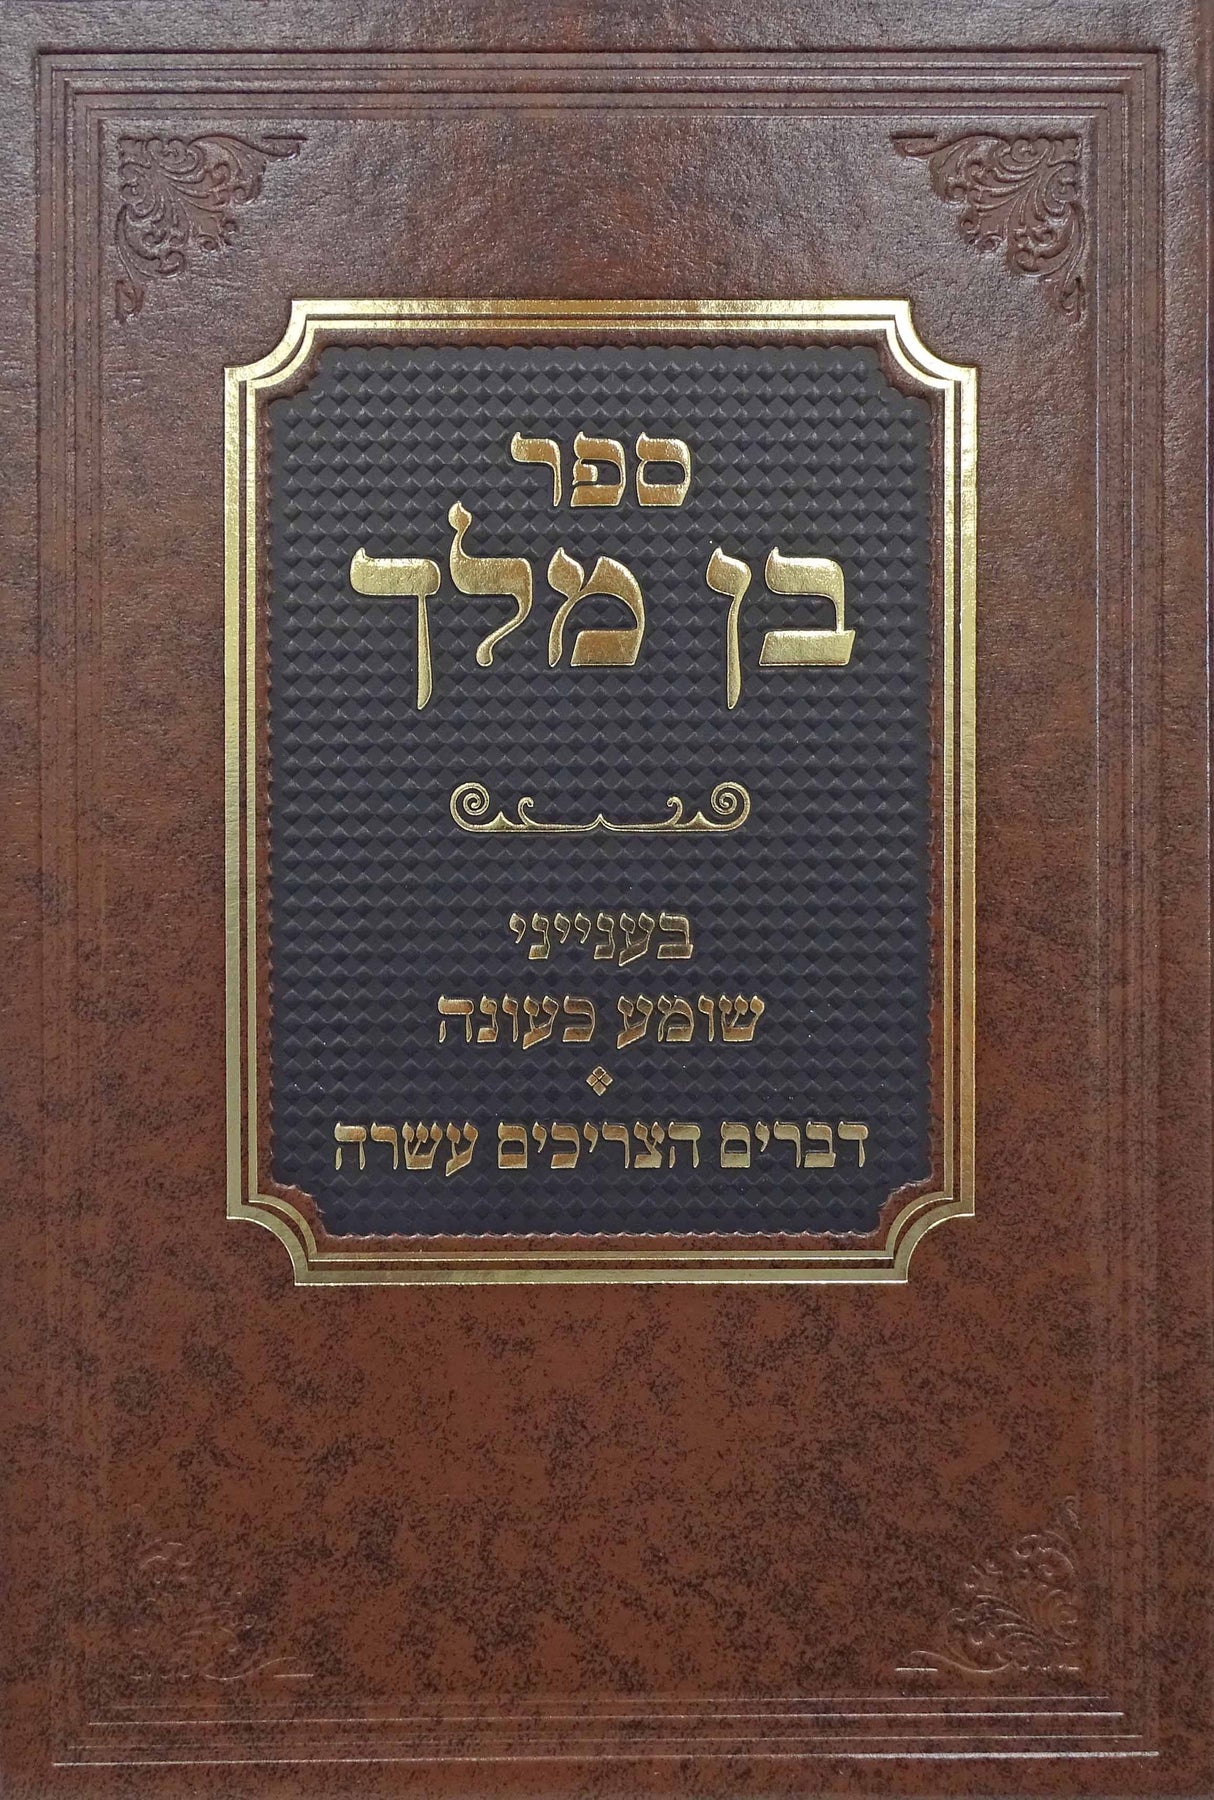 ספר
בן מלך
בענייני
שומע כעונה
דברים הצריכים עשרה